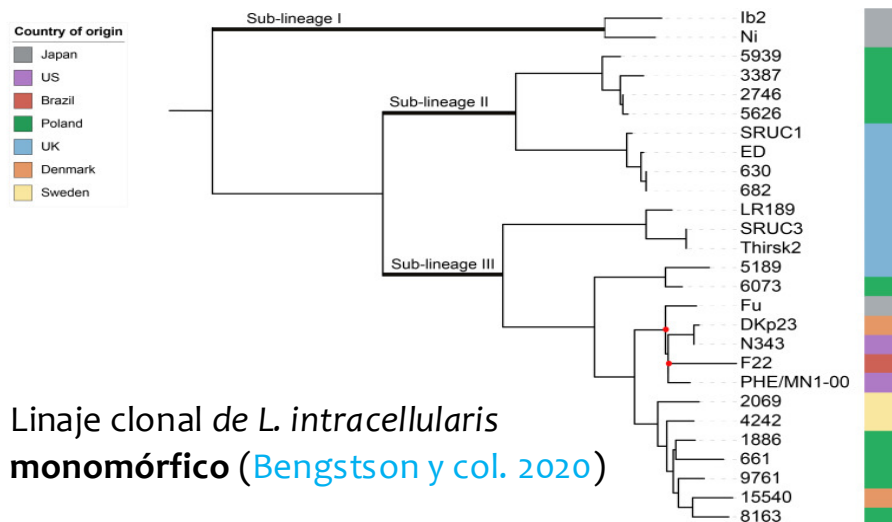 Country of origin
Japan
US
Brazil
Poland
UK
Denmark
Sweden
Sub-lineage I
Sub-lineage II
Sub-lineage III
Ib2
Ni
5939
3387
2746
5626
SRUC1
ED
630
682
LR189
SRUC3
Thirsk2
5189
6073
Fu
DKp23
N343
F22
PHE/MN1-00
2069
4242
1886
661
9761
15540
8163
Linaje clonal de L. intracellularis
monomórfico (Bengstson y col. 2020)